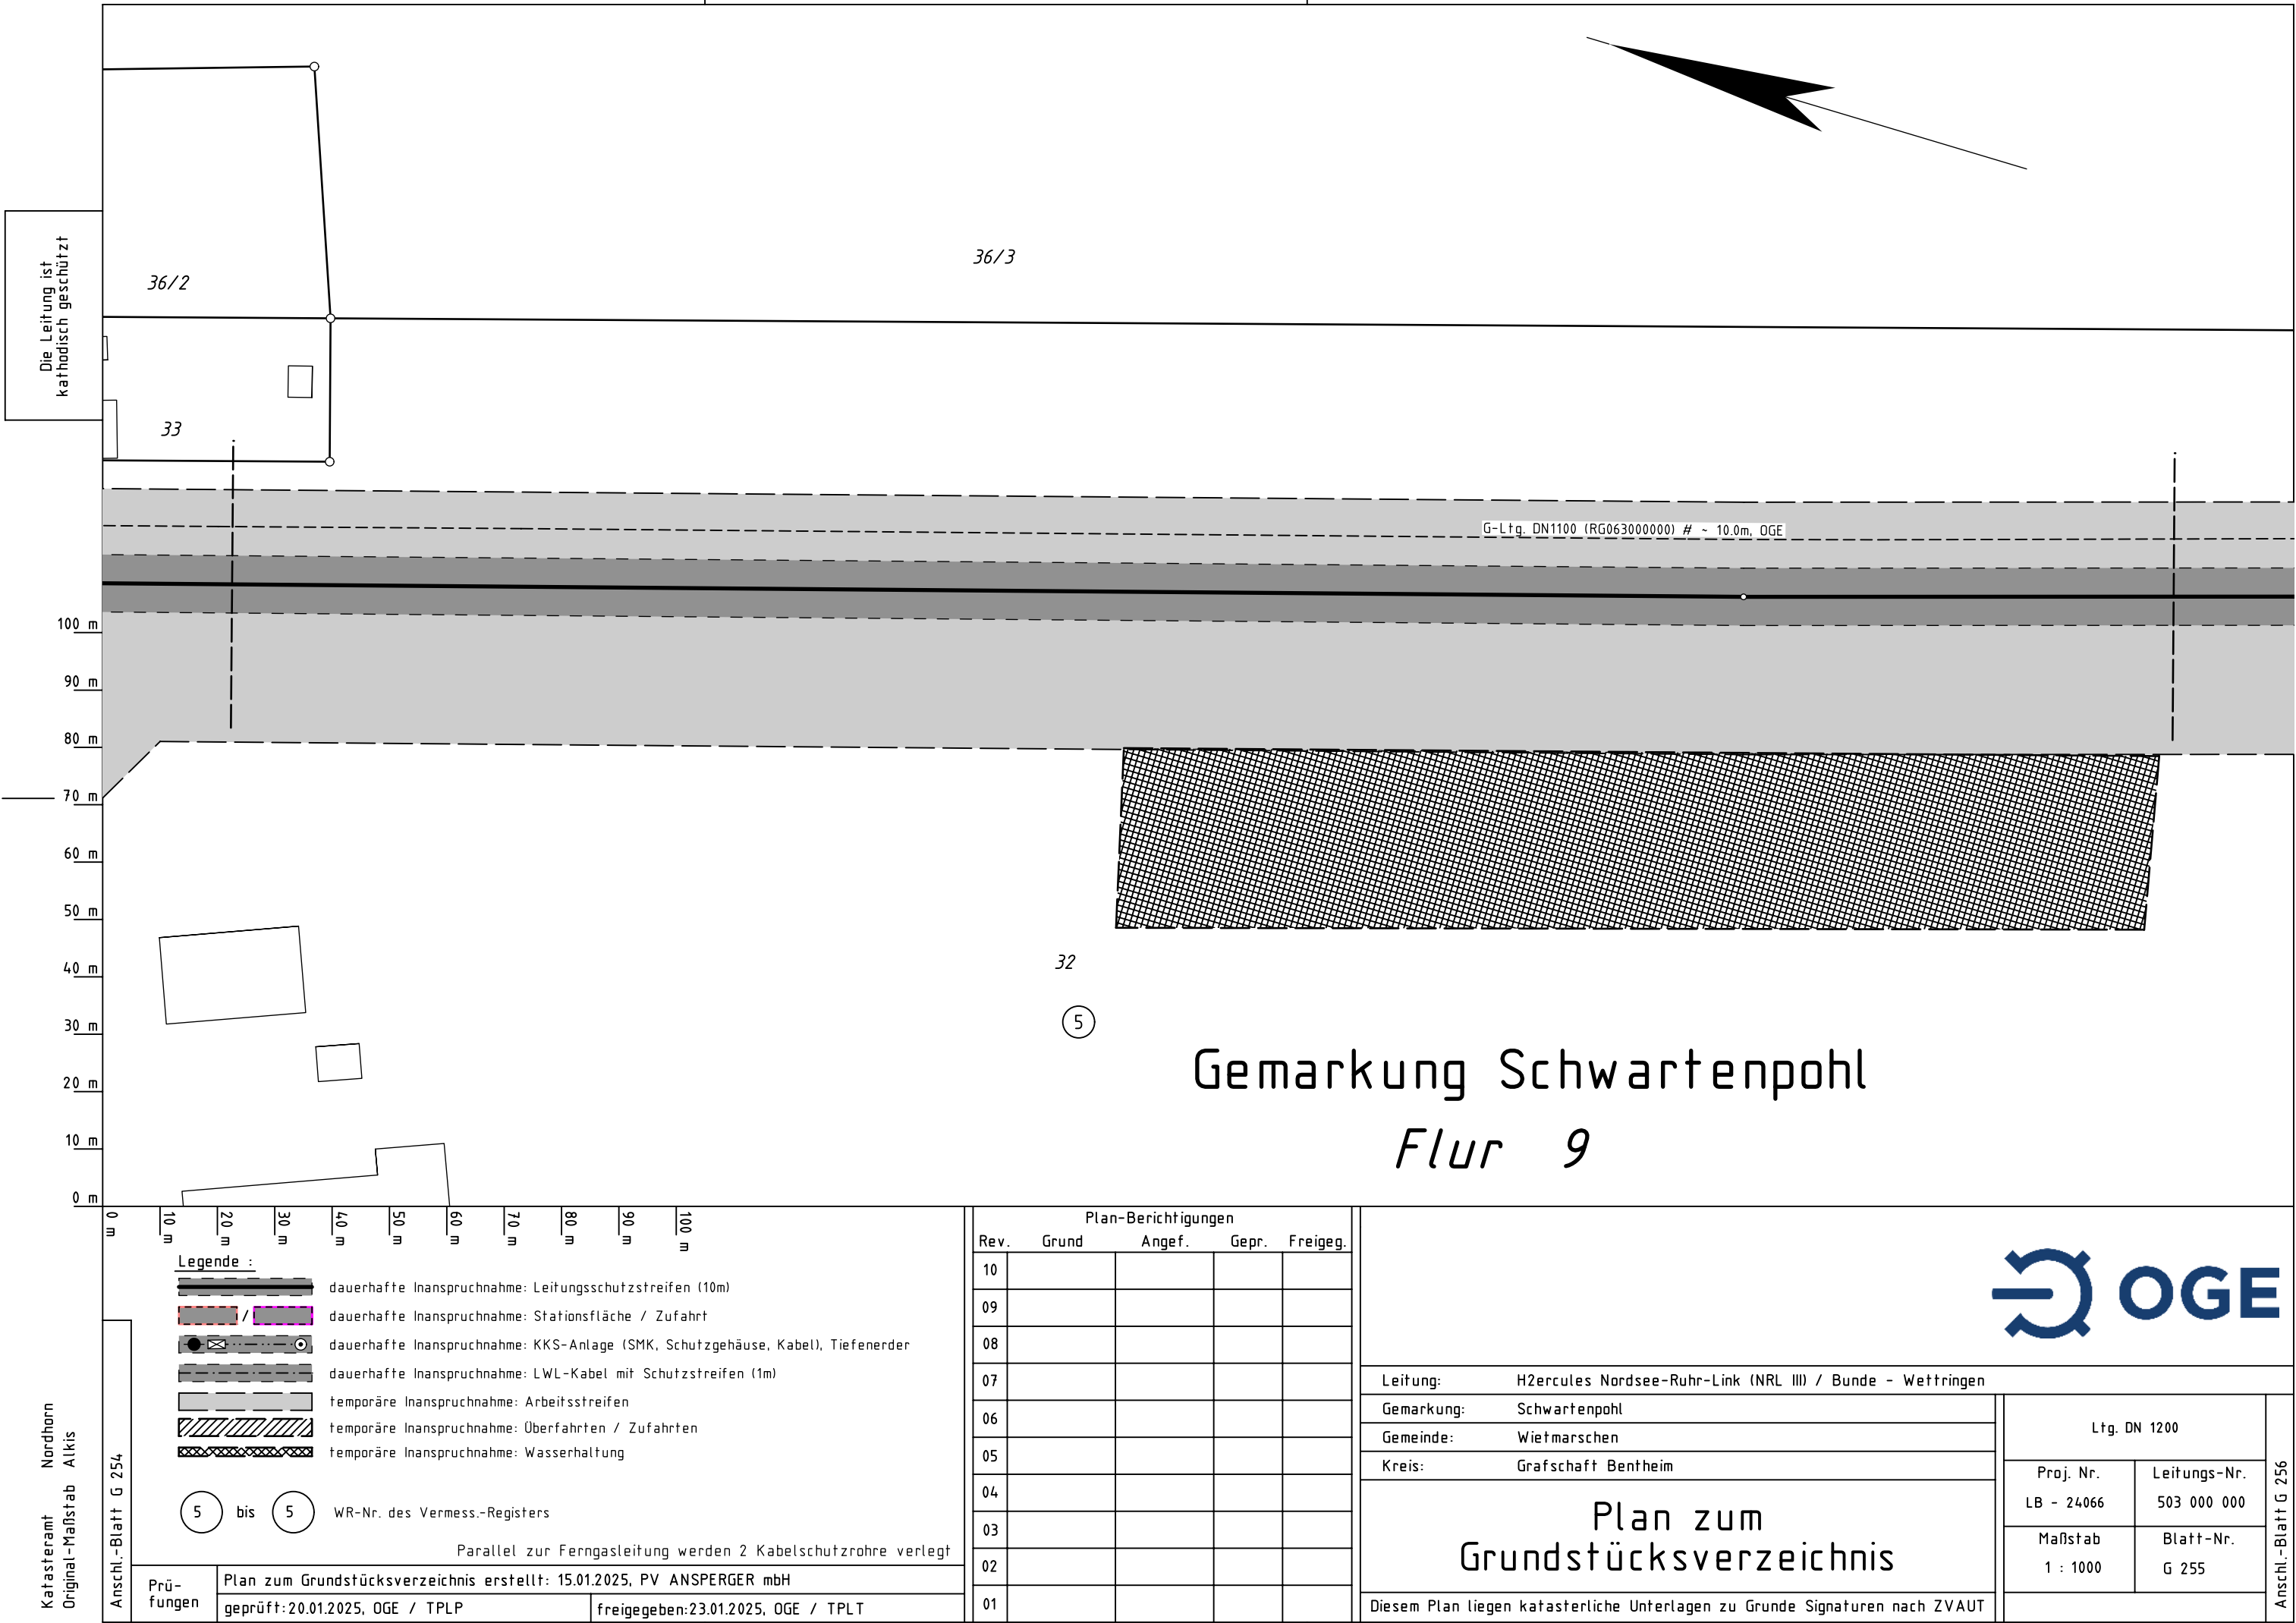 36/2
36/3
33
Die Leitung ist
kathodisch geschützt
G-Ltg. DN1100 (RG063000000) # ~ 10.0m, OGE
100 m
90 m
80 m
70 m
60 m
50 m
40 m
30 m
20 m
10 m
0 m
32
5
Gemarkung Schwartenpohl
Flur 9
0 m
10 m
20 m
30 m
40 m
50 m
60 m
70 m
80 m
90 m
100 m
Legende :
dauerhafte Inanspruchnahme: Leitungsschutzstreifen (10m)
/ dauerhafte Inanspruchnahme: Stationsfläche / Zufahrt
dauerhafte Inanspruchnahme: KKS-Anlage (SMK, Schutzgehäuse, Kabel), Tiefenerder
dauerhafte Inanspruchnahme: LWL-Kabel mit Schutzstreifen (1m)
temporäre Inanspruchnahme: Arbeitsstreifen
temporäre Inanspruchnahme: Überfahrten / Zufahrten
temporäre Inanspruchnahme: Wasserhaltung
5 bis 5 WR-Nr. des Vermess.-Registers
Parallel zur Ferngasleitung werden 2 Kabelschutzrohre verlegt
Katasteramt Nordhorn
Original-Maßstab Alkis
Anschl.-Blatt G 254
Prü-
fungen
Plan zum Grundstücksverzeichnis erstellt: 15.01.2025, PV ANSPERGER mbH
geprüft:20.01.2025, OGE / TPLP
freigegeben:23.01.2025, OGE / TPLT
Plan-Berichtigungen
Rev. Grund Angef. Gepr. Freigeg.
10
09
08
07
06
05
04
03
02
01
OGE
Leitung: H2ercules Nordsee-Ruhr-Link (NRL III) / Bunde - Wettringen
Gemarkung: Schwartenpohl
Gemeinde: Wietmarschen
Kreis: Grafschaft Bentheim
Plan zum
Grundstücksverzeichnis
Diesem Plan liegen katasterliche Unterlagen zu Grunde Signaturen nach ZVAUT
Ltg. DN 1200
Proj. Nr.
LB - 24066
Leitungs-Nr.
503 000 000
Maßstab
1 : 1000
Blatt-Nr.
G 255
Anschl.-Blatt G 256